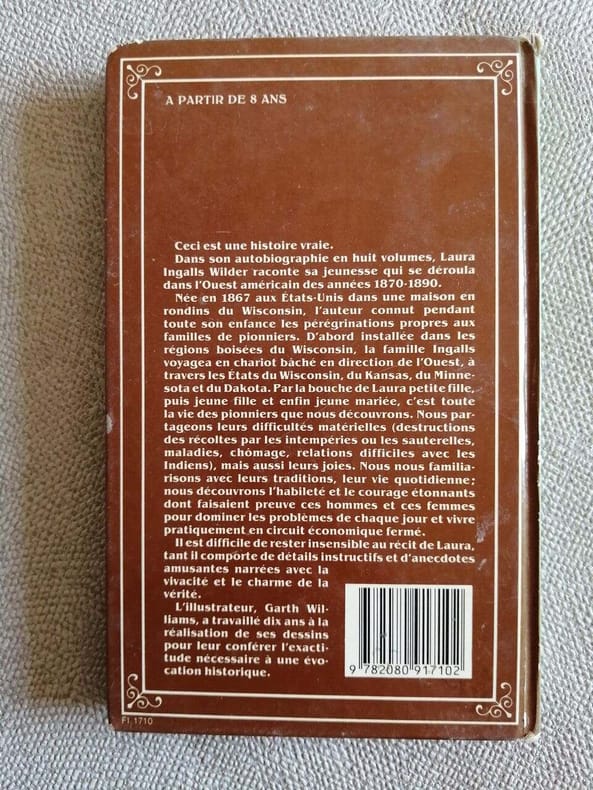 A PARTIR DE 8 ANS
Ceci est une histoire vraie.
Dans son autobiographie en huit volumes, Laura
Ingalls Wilder raconte sa jeunesse qui se déroula
dans l'Ouest américain des années 1870-1890.
Née en 1867 aux États-Unis dans une maison en
rondins du Wisconsin, l'auteur connut pendant
toute son enfance les pérégrinations propres aux
familles de pionniers. D'abord installée dans les
régions boisées du Wisconsin, la famille Ingalls
voyagea en chariot bâché en direction de l'Ouest, à
travers les États du Wisconsin, du Kansas, du Minne-
sota et du Dakota. Par la bouche de Laura petite fille,
puis jeune fille et enfin jeune mariée, c'est toute
la vie des pionniers que nous découvrons. Nous par-
tageons leurs difficultés matérielles (destructions
des récoltes par les intempéries ou les sauterelles,
maladies, chômage, relations difficiles avec les
Indiens), mais aussi leurs joies. Nous nous familia-
risons avec leurs traditions, leur vie quotidienne;
nous découvrons l'habileté et le courage étonnants
dont faisaient preuve ces hommes et ces femmes
pour dominer les problèmes de chaque jour et vivre
pratiquement en circuit économique fermé.
Il est difficile de rester insensible au récit de Laura,
tant il comporte de détails instructifs et d'anecdotes
amusantes narrées avec la
vivacité et le charme de la
vérité.
L'illustrateur, Garth Wil-
liams, a travaillé dix ans à la
réalisation de ses dessins
pour leur conférer l'exacti-
tude nécessaire à une évo-
cation historique.
9 782080 917102
FI.1710